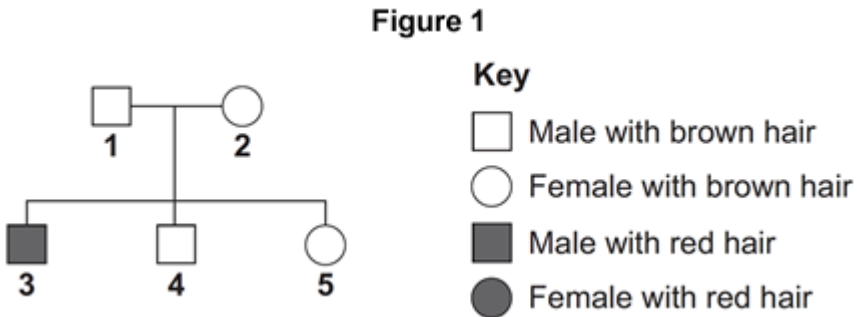 Figure 1
Key
1 2
Male with brown hair
Female with brown hair
Male with red hair
Female with red hair
3 4 5